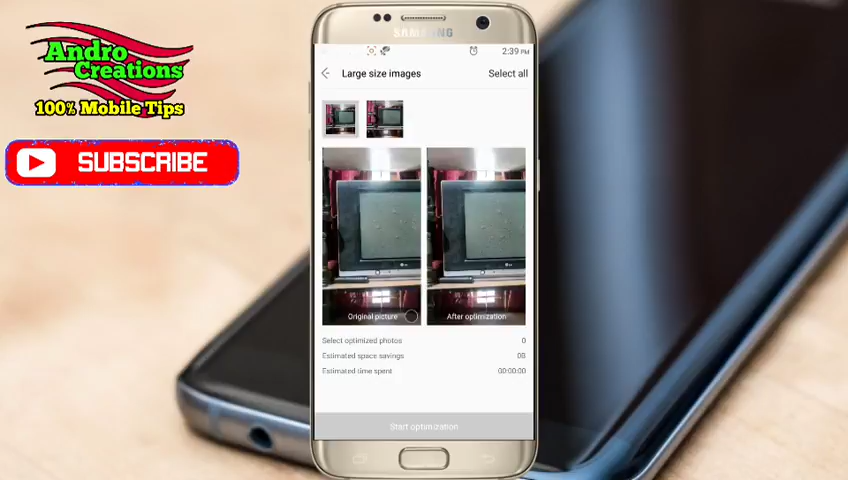 Andro
Creations
100% Mobile Tips
SUBSCRIBE
SAMSUNG
2:39 PM
Large size images
Select all
Original picture
After optimization
Select optimized photos
0
Estimated space savings
0B
Estimated time spent
00:00:00
Start optimization